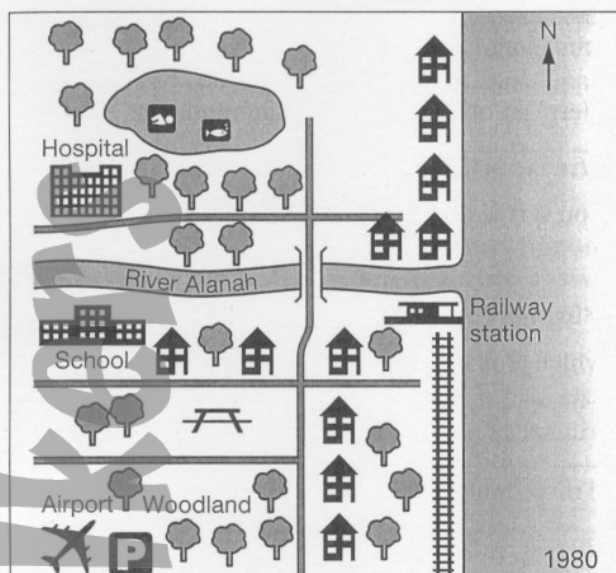 N
Hospital
River Alanah
Railway
station
School
Airport Woodland
P
1980